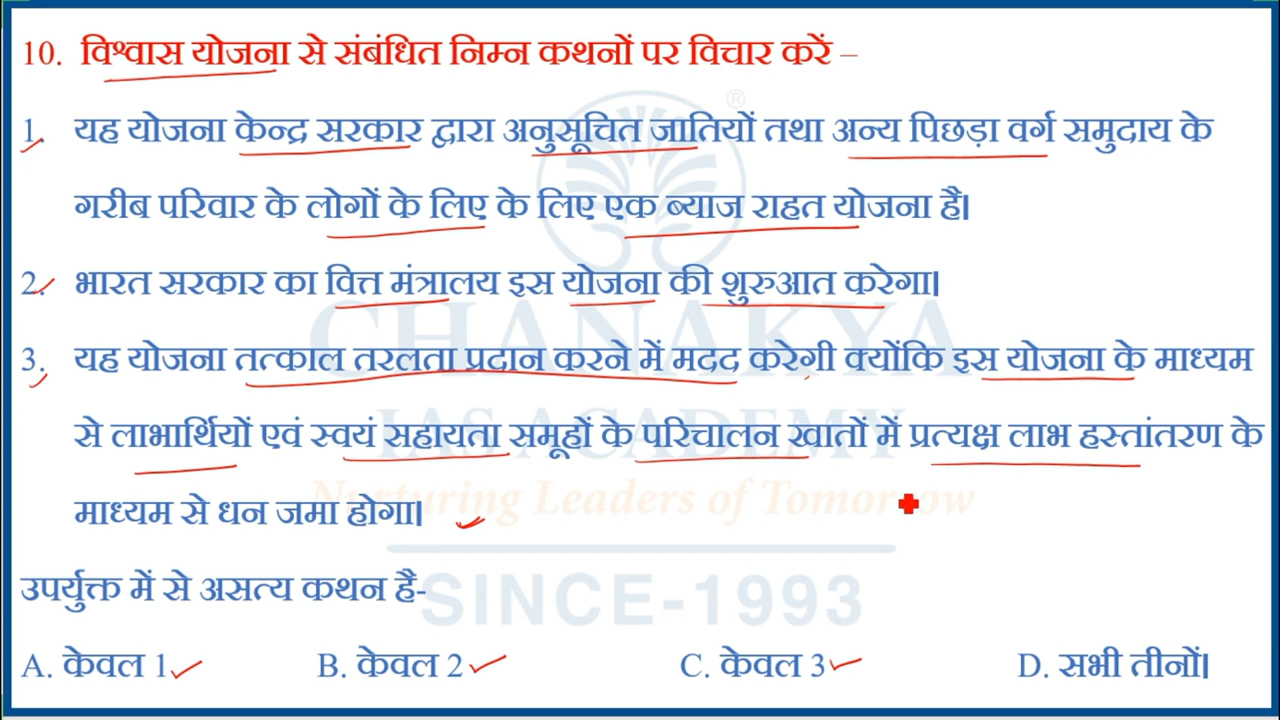 10. विश्वास योजना से संबंधित निम्न कथनों पर विचार करें –
1. यह योजना केन्द्र सरकार द्वारा अनुसूचित जातियों तथा अन्य पिछड़ा वर्ग समुदाय के
गरीब परिवार के लोगों के लिए के लिए एक ब्याज राहत योजना है।
2. भारत सरकार का वित्त मंत्रालय इस योजना की शुरुआत करेगा।
3. यह योजना तत्काल तरलता प्रदान करने में मदद करेगी क्योंकि इस योजना के माध्यम
से लाभार्थियों एवं स्वयं सहायता समूहों के परिचालन खातों में प्रत्यक्ष लाभ हस्तांतरण के
माध्यम से धन जमा होगा।
उपर्युक्त में से असत्य कथन है-
A. केवल 1 B. केवल 2 C. केवल 3 D. सभी तीनों।
®
CHANAKYA
IAS ACADEMY
Nurturing Leaders of Tomorrow
SINCE-1993